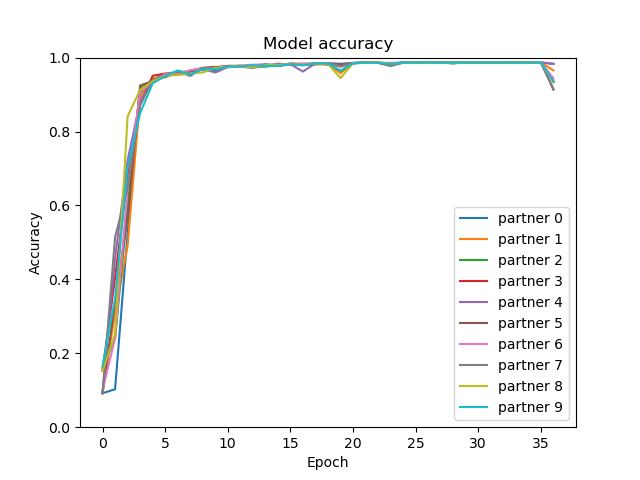 Model accuracy
1.0
0.8
0.6
0.4
0.2
0.0
Accuracy
0 5 10 15 20 25 30 35
Epoch
partner 0
partner 1
partner 2
partner 3
partner 4
partner 5
partner 6
partner 7
partner 8
partner 9